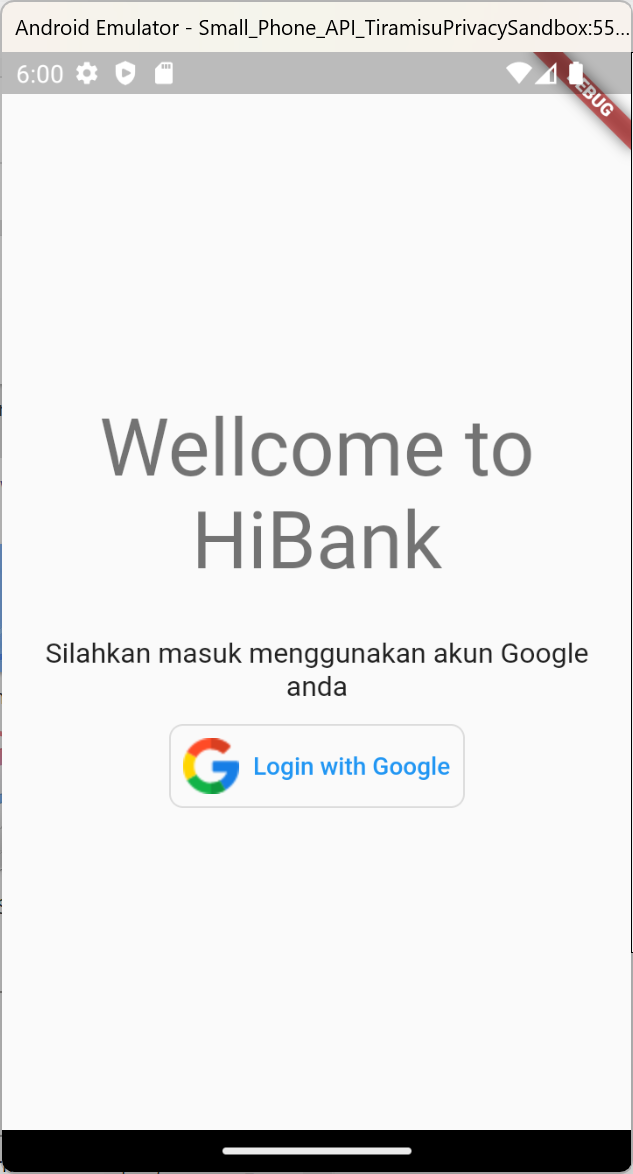 Android Emulator - Small_Phone_API_TiramisuPrivacySandbox:55...
6:00
DEBUG
Wellcome to
HiBank
Silahkan masuk menggunakan akun Google
anda
Login with Google